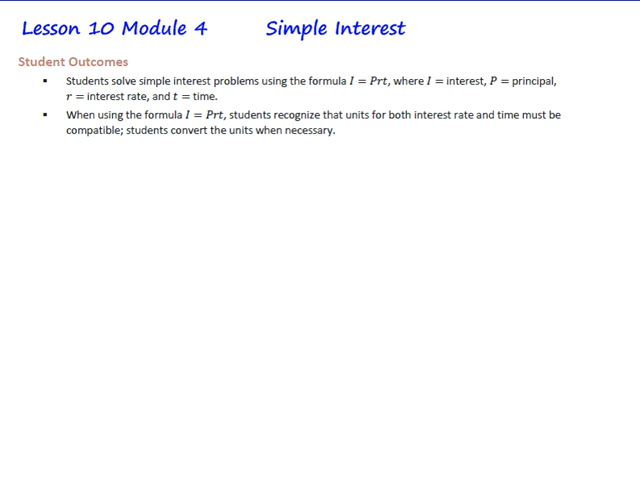 Lesson 10 Module 4 Simple Interest
Student Outcomes
▪ Students solve simple interest problems using the formula I = Prt, where I = interest, P = principal,
r = interest rate, and t = time.
▪ When using the formula I = Prt, students recognize that units for both interest rate and time must be
compatible; students convert the units when necessary.